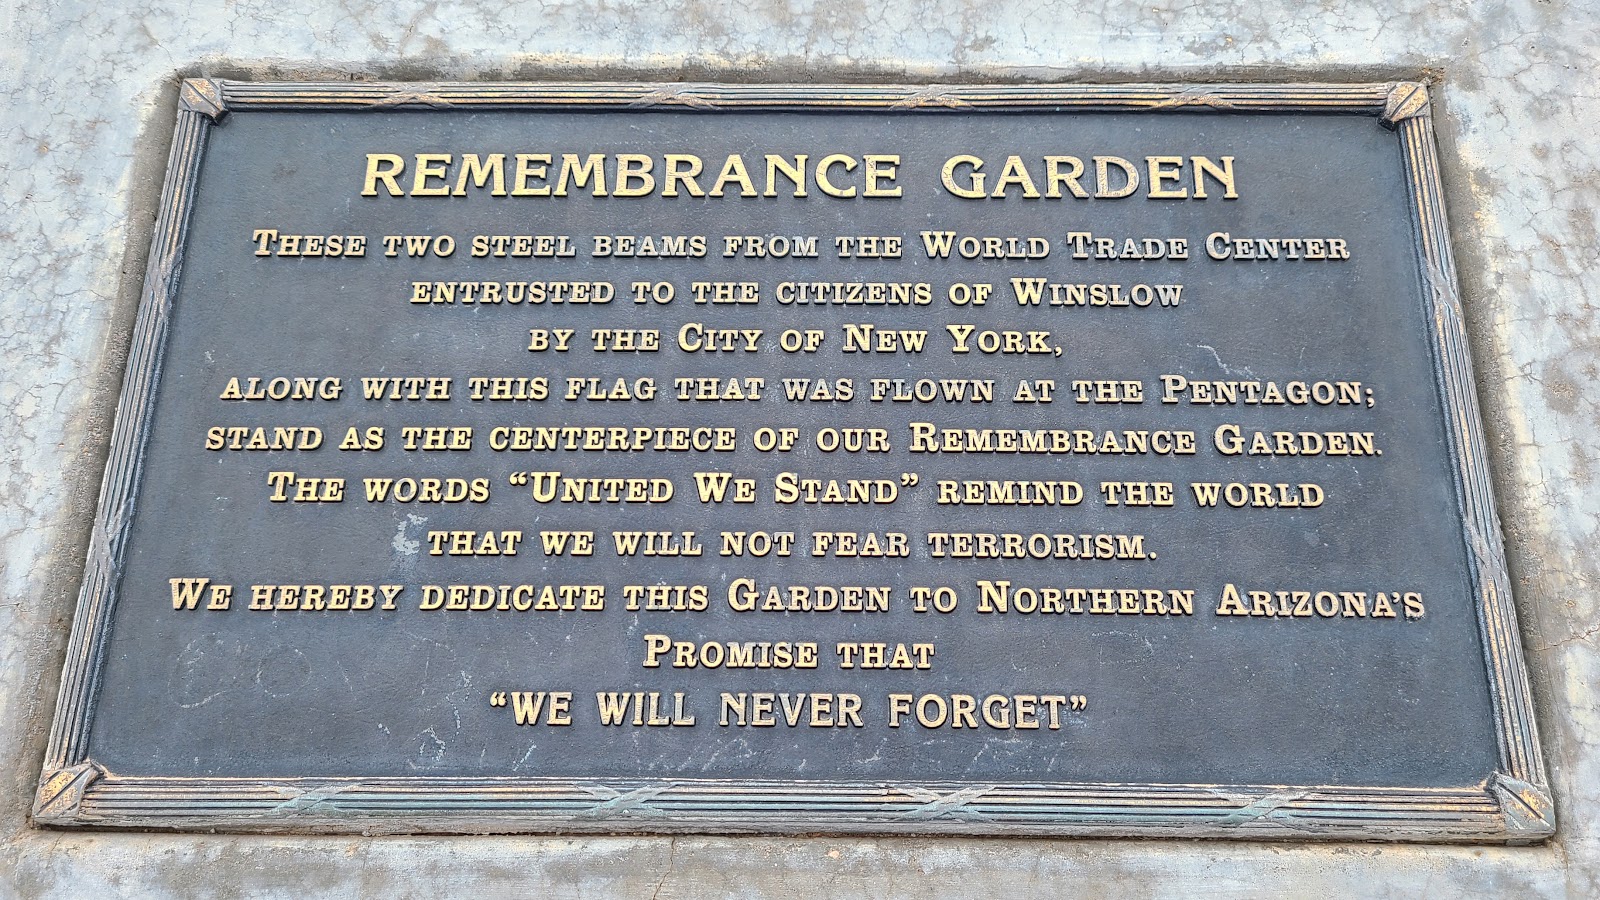 REMEMBRANCE GARDEN
These two steel beams from the World Trade Center
entrusted to the citizens of Winslow
by the City of New York,
along with this flag that was flown at the Pentagon;
stand as the centerpiece of our Remembrance Garden.
The words “United We Stand” remind the world
that we will not fear terrorism.
We hereby dedicate this Garden to Northern Arizona’s
Promise that
“WE WILL NEVER FORGET”